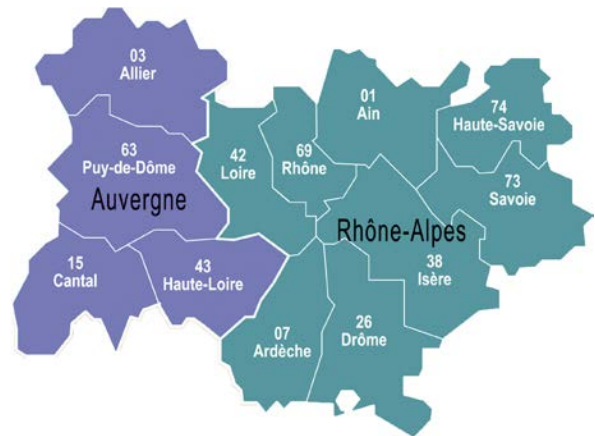 03
Allier
01
Ain
74
Haute-Savoie
63
Puy-de-Dôme
42
Loire
69
Rhône
73
Savoie
Auvergne
Rhône-Alpes
15
Cantal
43
Haute-Loire
38
Isère
07
Ardèche
26
Drôme